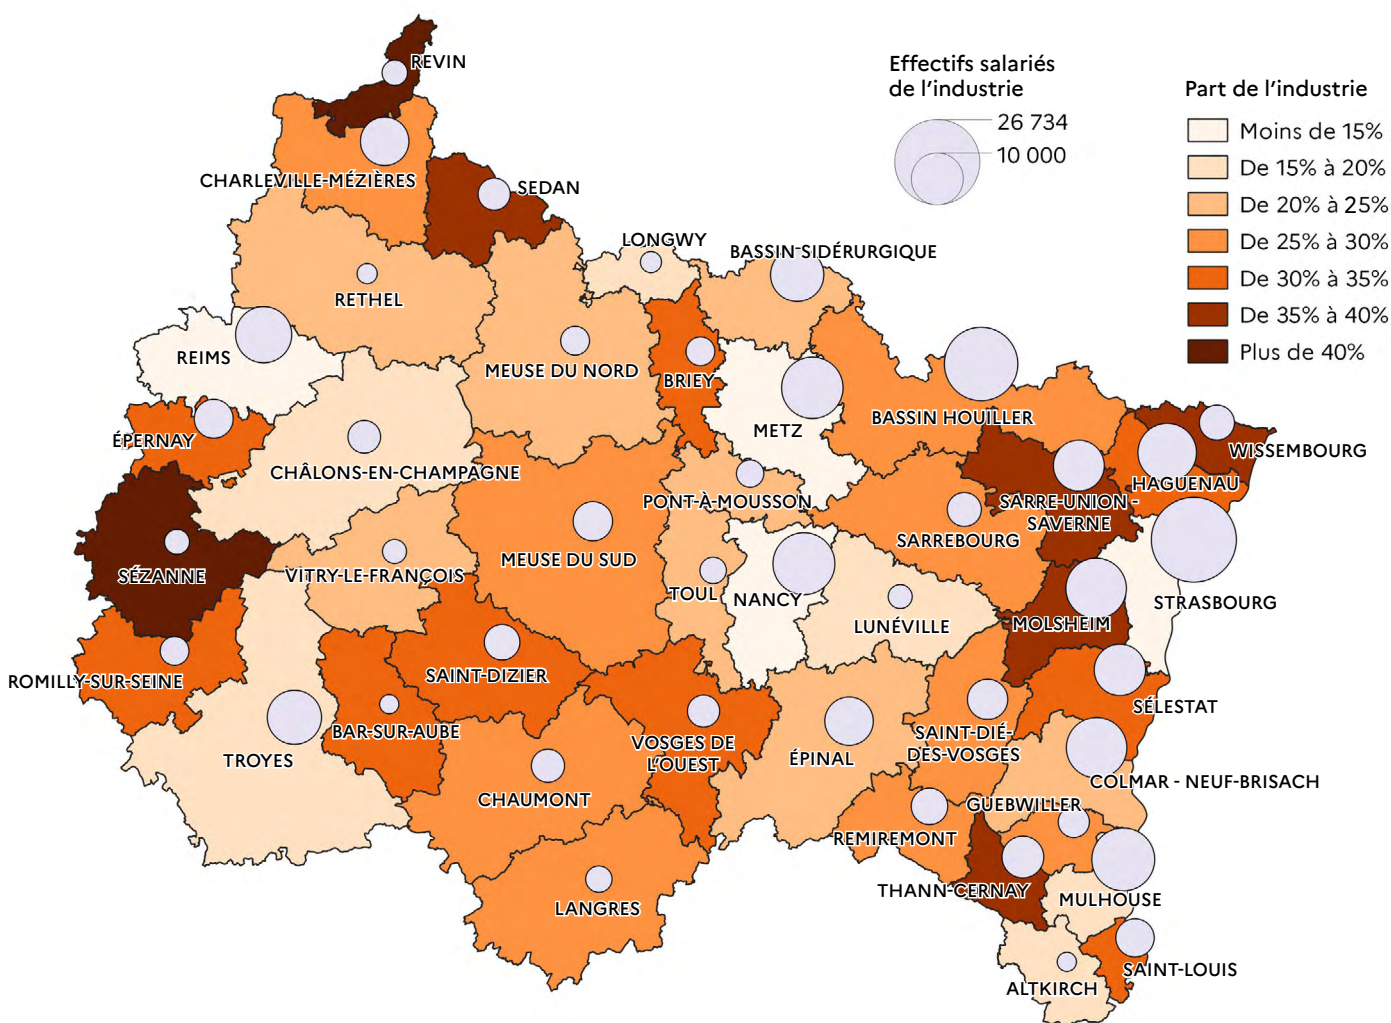 Effectifs salariés
de l'industrie
26 734
10 000
Part de l'industrie
Moins de 15%
De 15% à 20%
De 20% à 25%
De 25% à 30%
De 30% à 35%
De 35% à 40%
Plus de 40%
REVIN
CHARLEVILLE-MÉZIÈRES
SEDAN
LONGWY
BASSIN SIDÉRURGIQUE
RETHEL
REIMS
MEUSE DU NORD
BRIEY
METZ
BASSIN HOUILLER
ÉPERNAY
CHÂLONS-EN-CHAMPAGNE
WISSEMBOURG
HAGUENAU
PONT-À-MOUSSON
SARRE-UNION -
SAVERNE
SARREBOURG
MEUSE DU SUD
SÉZANNE
VITRY-LE-FRANÇOIS
TOUL
NANCY
STRASBOURG
LUNÉVILLE
MOLSHEIM
ROMILLY-SUR-SEINE
SAINT-DIZIER
SÉLESTAT
BAR-SUR-AUBE
TROYES
VOSGES DE
L'OUEST
ÉPINAL
SAINT-DIÉ-
DES-VOSGES
COLMAR - NEUF-BRISACH
CHAUMONT
GUEBWILLER
REMIREMONT
THANN-CERNAY
MULHOUSE
LANGRES
SAINT-LOUIS
ALTKIRCH